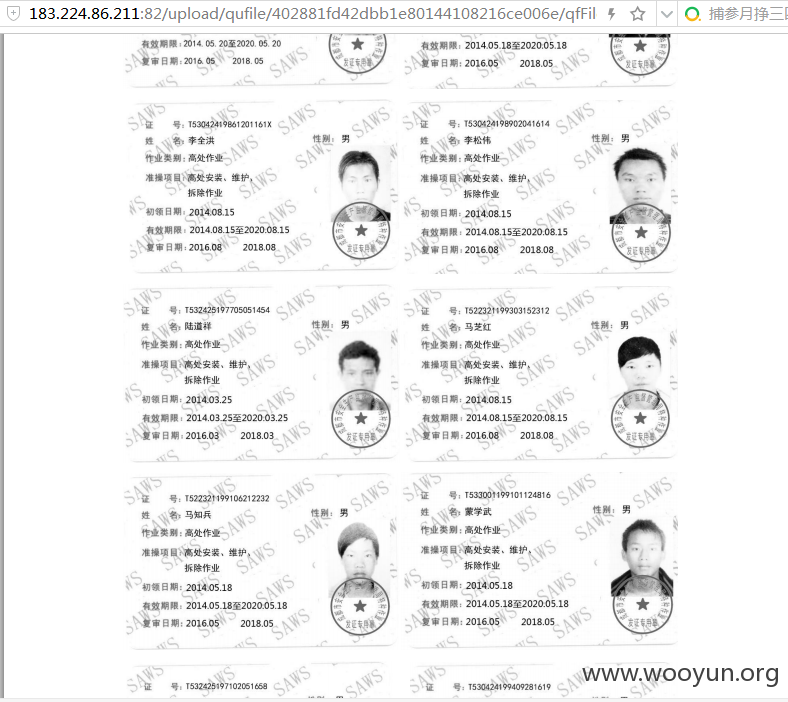 183.224.86.211:82/upload/qufile/402881fd42dbb1e80144108216ce006e/qfFil
捕参月挣三四
有效期限:2014.05.20至2020.05.20
复审日期:2016.05 2018.05
有效期限:2014.05.18至2020.05.18
复审日期:2016.05 2018.05
证 号:T53042419861201161X
姓 名:李全洪 性别:男
作业类别:高处作业
准操项目:高处安装、维护,
拆除作业
初领日期:2014.08.15
有效期限:2014.08.15至2020.08.15
复审日期:2016.08 2018.08
证 号:T530424198902041614
姓 名:李松伟 性别:男
作业类别:高处作业
准操项目:高处安装、维护,
拆除作业
初领日期:2014.08.15
有效期限:2014.08.15至2020.08.15
复审日期:2016.08 2018.08
证 号:T532425197705051454
姓 名:陆道祥 性别:男
作业类别:高处作业
准操项目:高处安装、维护,
拆除作业
初领日期:2014.03.25
有效期限:2014.03.25至2020.03.25
复审日期:2016.03 2018.03
证 号:T522321199303152312
姓 名:马芝红 性别:男
作业类别:高处作业
准操项目:高处安装、维护,
拆除作业
初领日期:2014.08.15
有效期限:2014.08.15至2020.08.15
复审日期:2016.08 2018.08
证 号:T522321199106212232
姓 名:马知兵 性别:男
作业类别:高处作业
准操项目:高处安装、维护,
拆除作业
初领日期:2014.05.18
有效期限:2014.05.18至2020.05.18
复审日期:2016.05 2018.05
证 号:T533001199101124816
姓 名:蒙学武 性别:男
作业类别:高处作业
准操项目:高处安装、维护,
拆除作业
初领日期:2014.05.18
有效期限:2014.05.18至2020.05.18
复审日期:2016.05 2018.05
证 号:T532425197102051658
性别:男
证 号:T530424199409281619
SAWS
发证专用章
www.wooyun.org